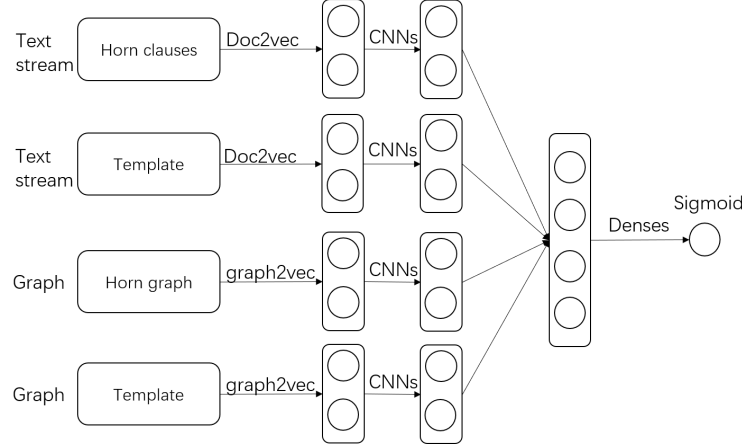 Text
stream
Horn clauses
Doc2vec
CNNs
Text
stream
Template
Doc2vec
CNNs
Sigmoid
Denses
Graph
Horn graph
graph2vec
CNNs
Graph
Template
graph2vec
CNNs